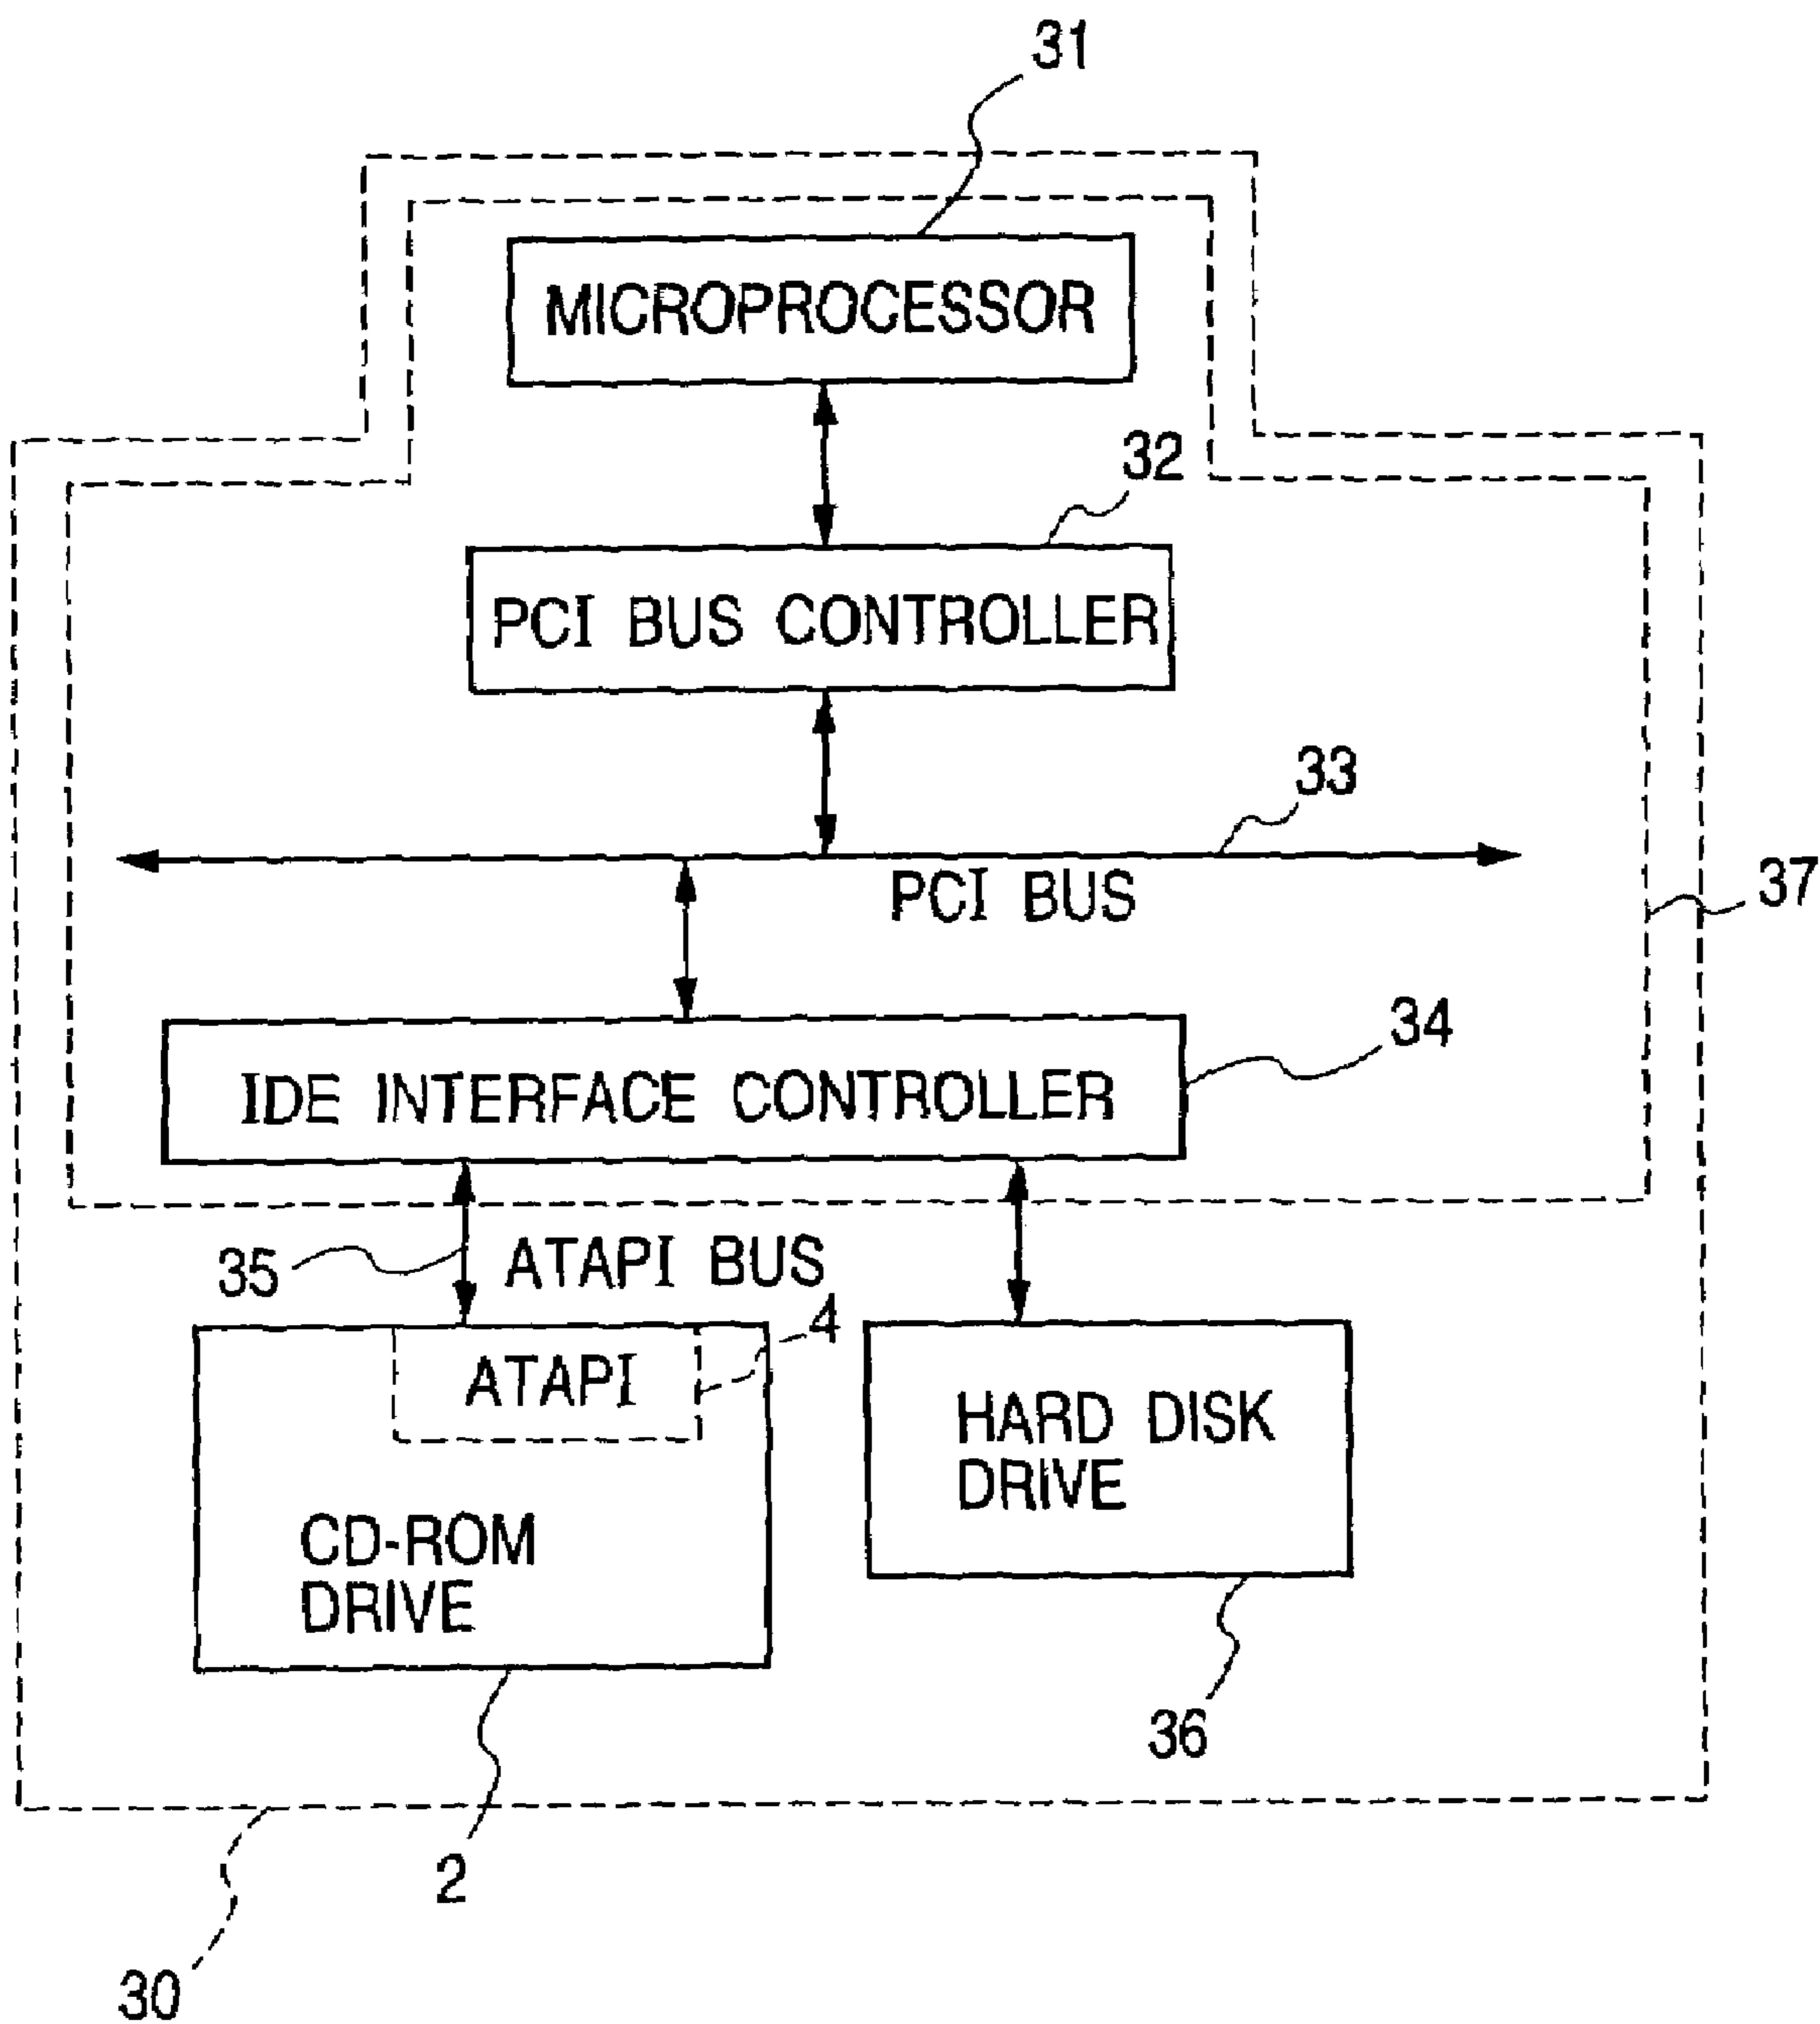 31
MICROPROCESSOR
32
PCI BUS CONTROLLER
33
PCI BUS
37
34
IDE INTERFACE CONTROLLER
35
ATAPI BUS
4
ATAPI
HARD DISK
DRIVE
CD-ROM
DRIVE
36
2
30